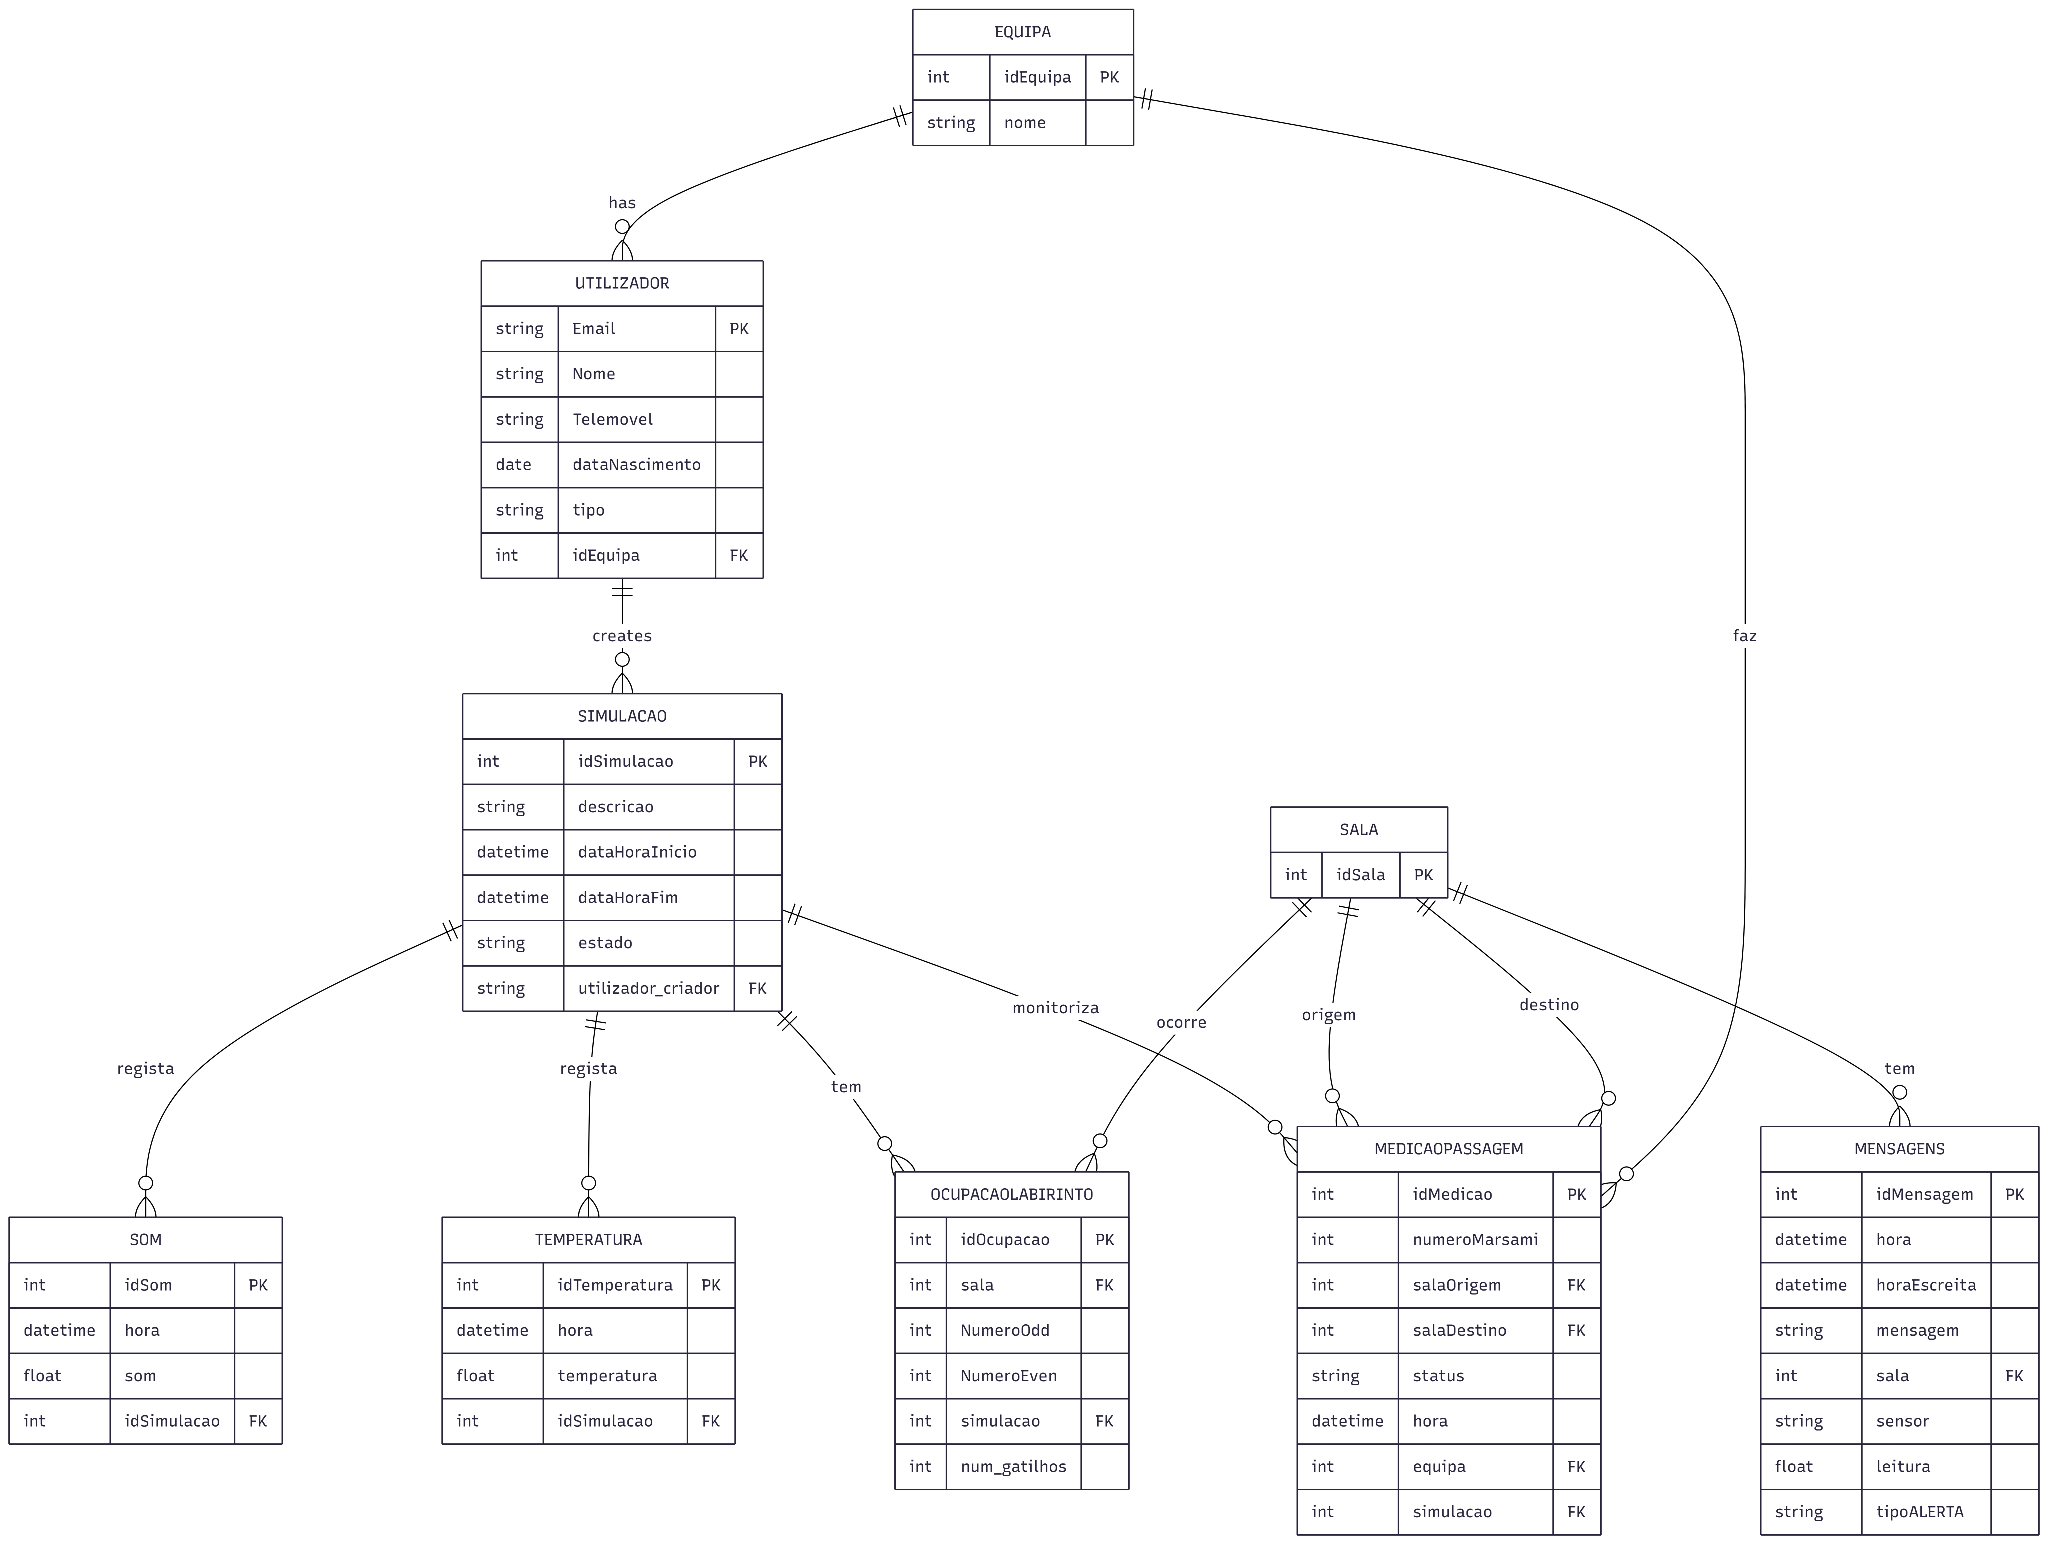 EQUIPA
int idEquipa PK
string nome
has
UTILIZADOR
string Email PK
string Nome
string Telemovel
date dataNascimento
string tipo
int idEquipa FK
creates
faz
SIMULACAO
int idSimulacao PK
string descricao
datetime dataHoraInicio
datetime dataHoraFim
string estado
string utilizador_criador FK
SALA
int idSala PK
monitoriza
ocorre
origem
destino
regista
regista
tem
tem
SOM
int idSom PK
datetime hora
float som
int idSimulacao FK
TEMPERATURA
int idTemperatura PK
datetime hora
float temperatura
int idSimulacao FK
OCUPACAOLABIRINTO
int idOcupacao PK
int sala FK
int NumeroOdd
int NumeroEven
int simulacao FK
int num_gatilhos
MEDICAOPASSAGEM
int idMedicao PK
int numeroMarsami
int salaOrigem FK
int salaDestino FK
string status
datetime hora
int equipa FK
int simulacao FK
MENSAGENS
int idMensagem PK
datetime hora
datetime horaEscreita
string mensagem
int sala FK
string sensor
float leitura
string tipoALERTA